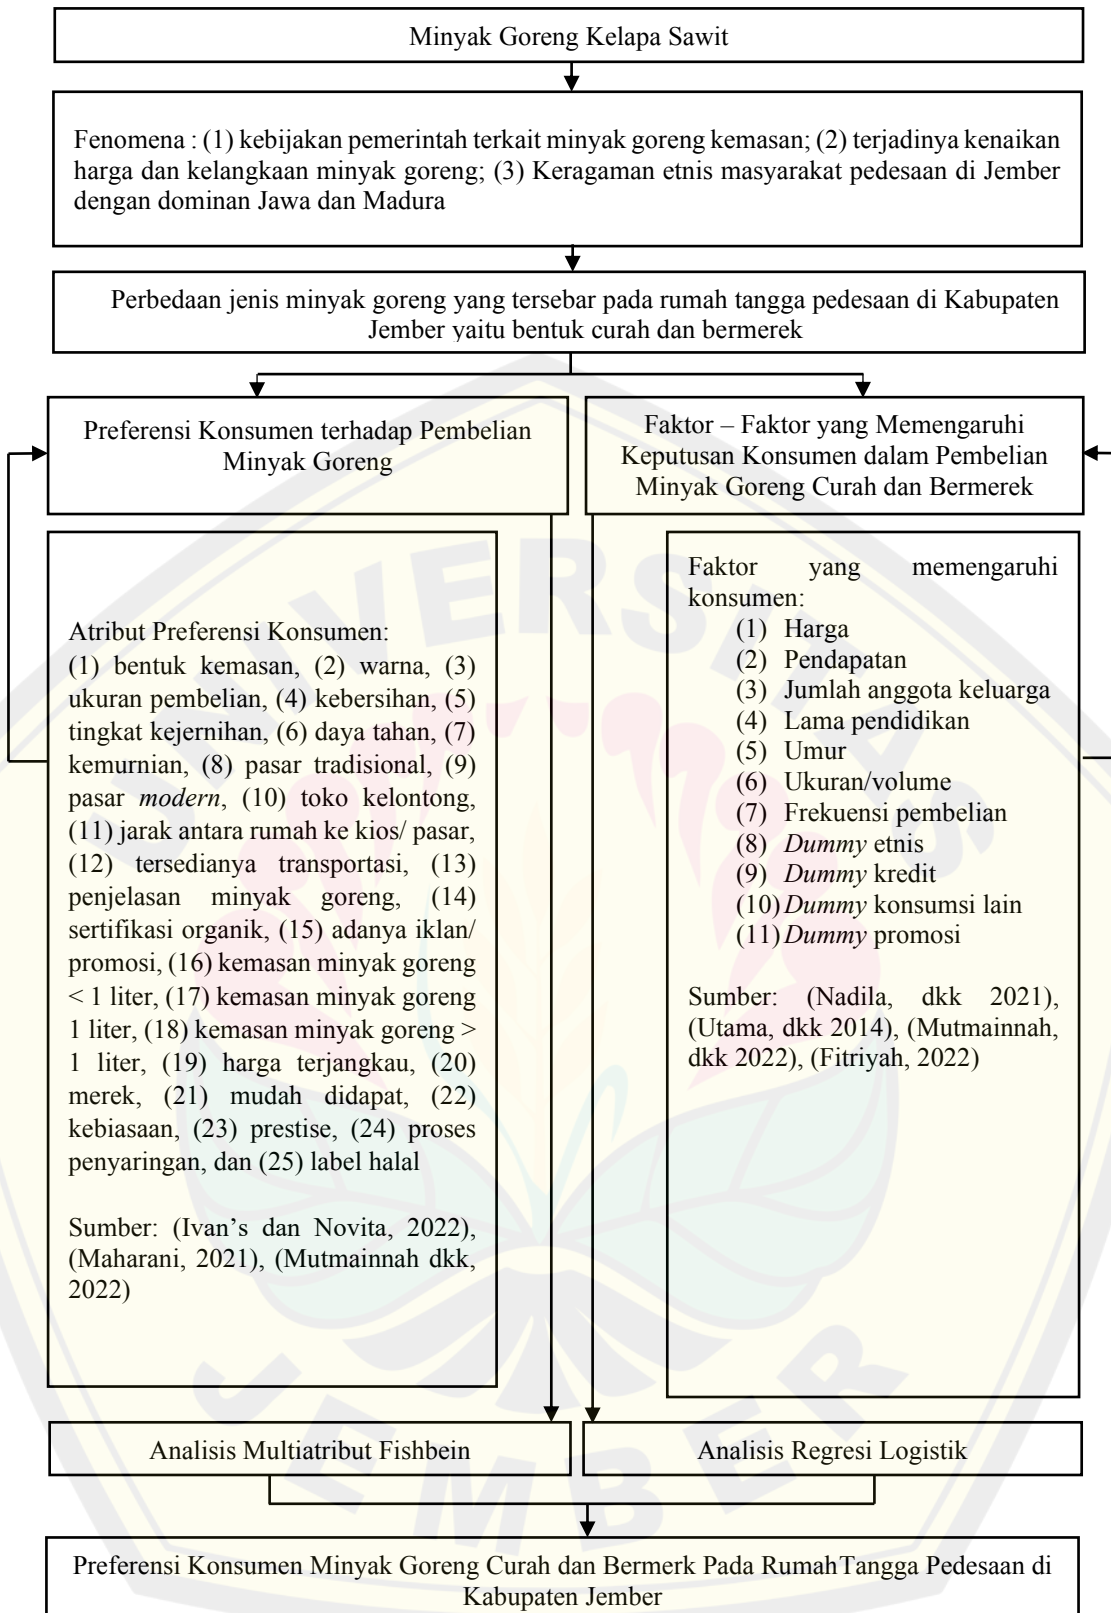 Minyak Goreng Kelapa Sawit
Fenomena : (1) kebijakan pemerintah terkait minyak goreng kemasan; (2) terjadinya kenaikan
harga dan kelangkaan minyak goreng; (3) Keragaman etnis masyarakat pedesaan di Jember
dengan dominan Jawa dan Madura
Perbedaan jenis minyak goreng yang tersebar pada rumah tangga pedesaan di Kabupaten
Jember yaitu bentuk curah dan bermerek
Preferensi Konsumen terhadap Pembelian
Minyak Goreng
Faktor – Faktor yang Memengaruhi
Keputusan Konsumen dalam Pembelian
Minyak Goreng Curah dan Bermerek
Atribut Preferensi Konsumen:
(1) bentuk kemasan, (2) warna, (3)
ukuran pembelian, (4) kebersihan, (5)
tingkat kejernihan, (6) daya tahan, (7)
kemurnian, (8) pasar tradisional, (9)
pasar modern, (10) toko kelontong,
(11) jarak antara rumah ke kios/ pasar,
(12) tersedianya transportasi, (13)
penjelasan minyak goreng, (14)
sertifikasi organik, (15) adanya iklan/
promosi, (16) kemasan minyak goreng
< 1 liter, (17) kemasan minyak goreng
1 liter, (18) kemasan minyak goreng >
1 liter, (19) harga terjangkau, (20)
merek, (21) mudah didapat, (22)
kebiasaan, (23) prestise, (24) proses
penyaringan, dan (25) label halal
Sumber: (Ivan’s dan Novita, 2022),
(Maharani, 2021), (Mutmainnah dkk,
2022)
Faktor yang memengaruhi
konsumen:
(1) Harga
(2) Pendapatan
(3) Jumlah anggota keluarga
(4) Lama pendidikan
(5) Umur
(6) Ukuran/volume
(7) Frekuensi pembelian
(8) Dummy etnis
(9) Dummy kredit
(10) Dummy konsumsi lain
(11) Dummy promosi
Sumber: (Nadila, dkk 2021),
(Utama, dkk 2014), (Mutmainnah,
dkk 2022), (Fitriyah, 2022)
Analisis Multiatribut Fishbein
Analisis Regresi Logistik
Preferensi Konsumen Minyak Goreng Curah dan Bermerk Pada Rumah Tangga Pedesaan di
Kabupaten Jember
UNIVERSITAS
JEMBER